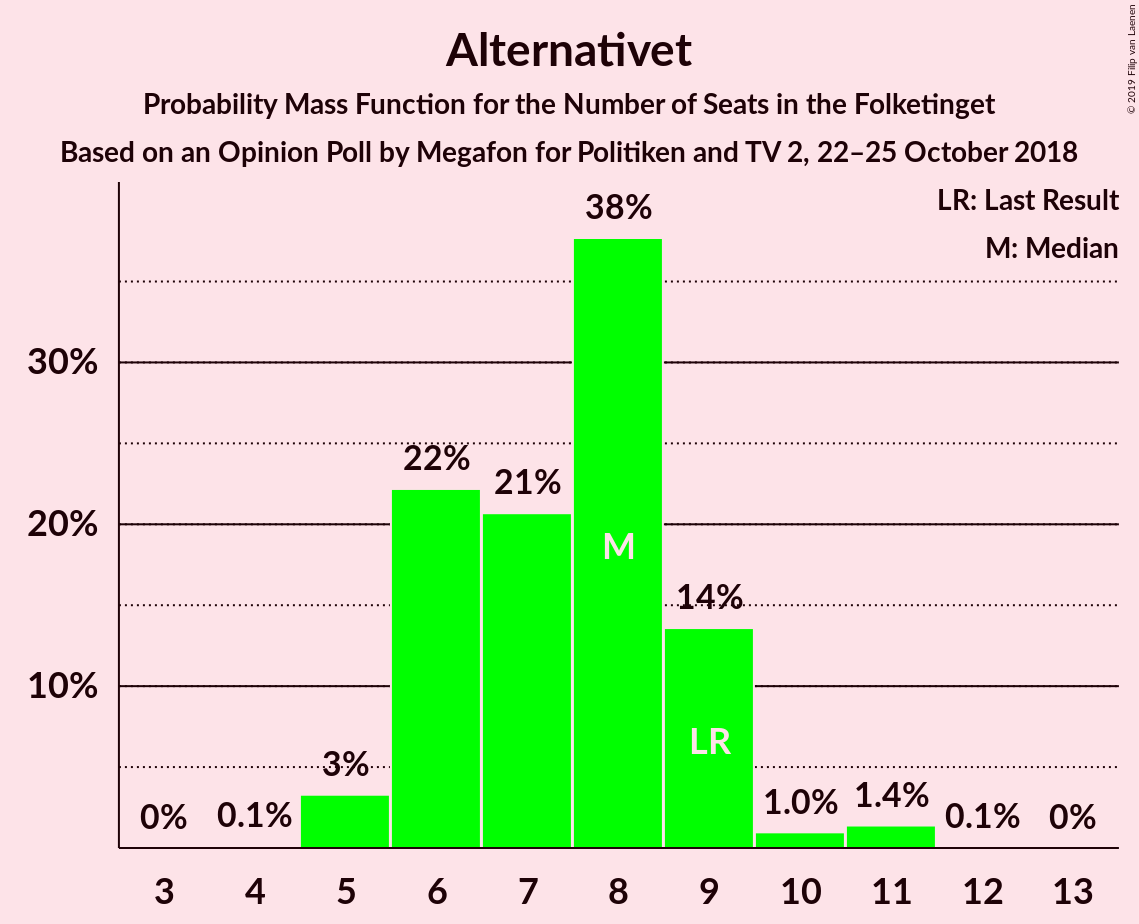 Alternativet
Probability Mass Function for the Number of Seats in the Folketinget
Based on an Opinion Poll by Megafon for Politiken and TV 2, 22–25 October 2018
© 2019 Filip van Laenen
LR: Last Result
M: Median
38%
30%
22%
21%
20%
M
14%
10%
LR
3%
0%
0.1%
1.0%
1.4%
0.1%
0%
3 4 5 6 7 8 9 10 11 12 13